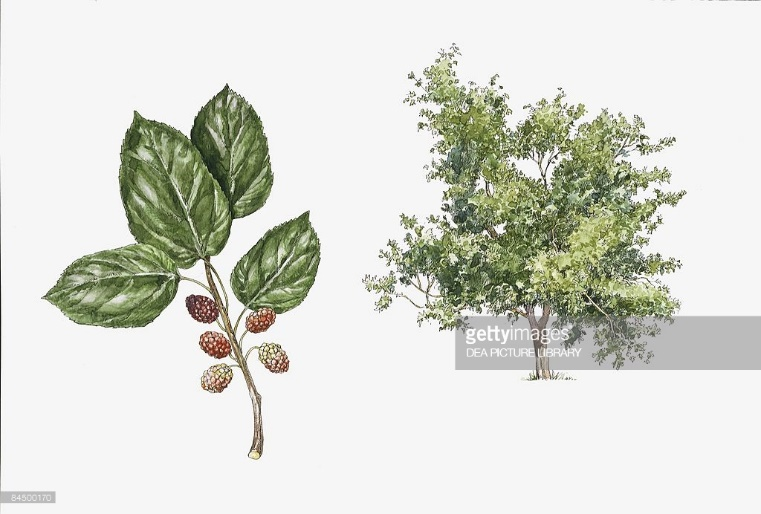 gettyimages
DEA PICTURE LIBRARY
84500170